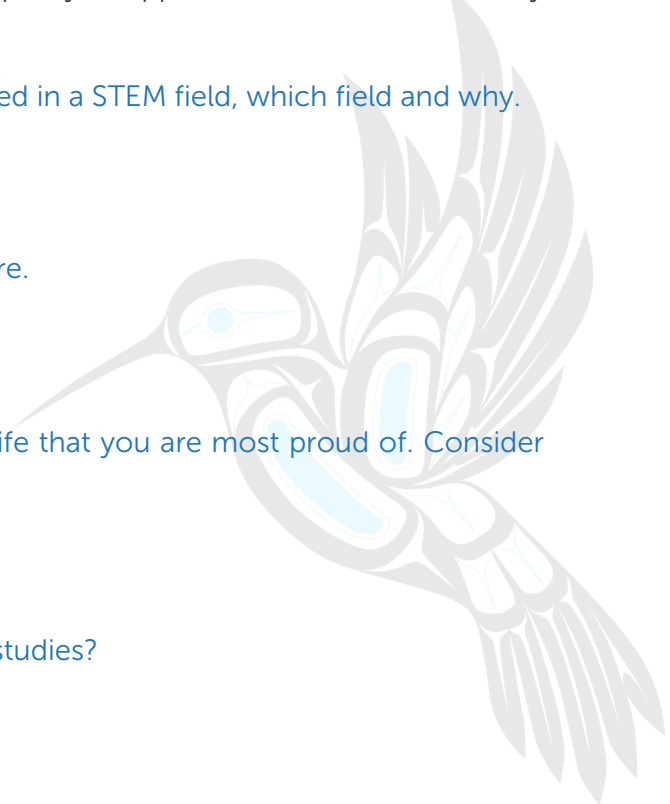 ed in a STEM field, which field and why.
re.
ife that you are most proud of. Consider
studies?